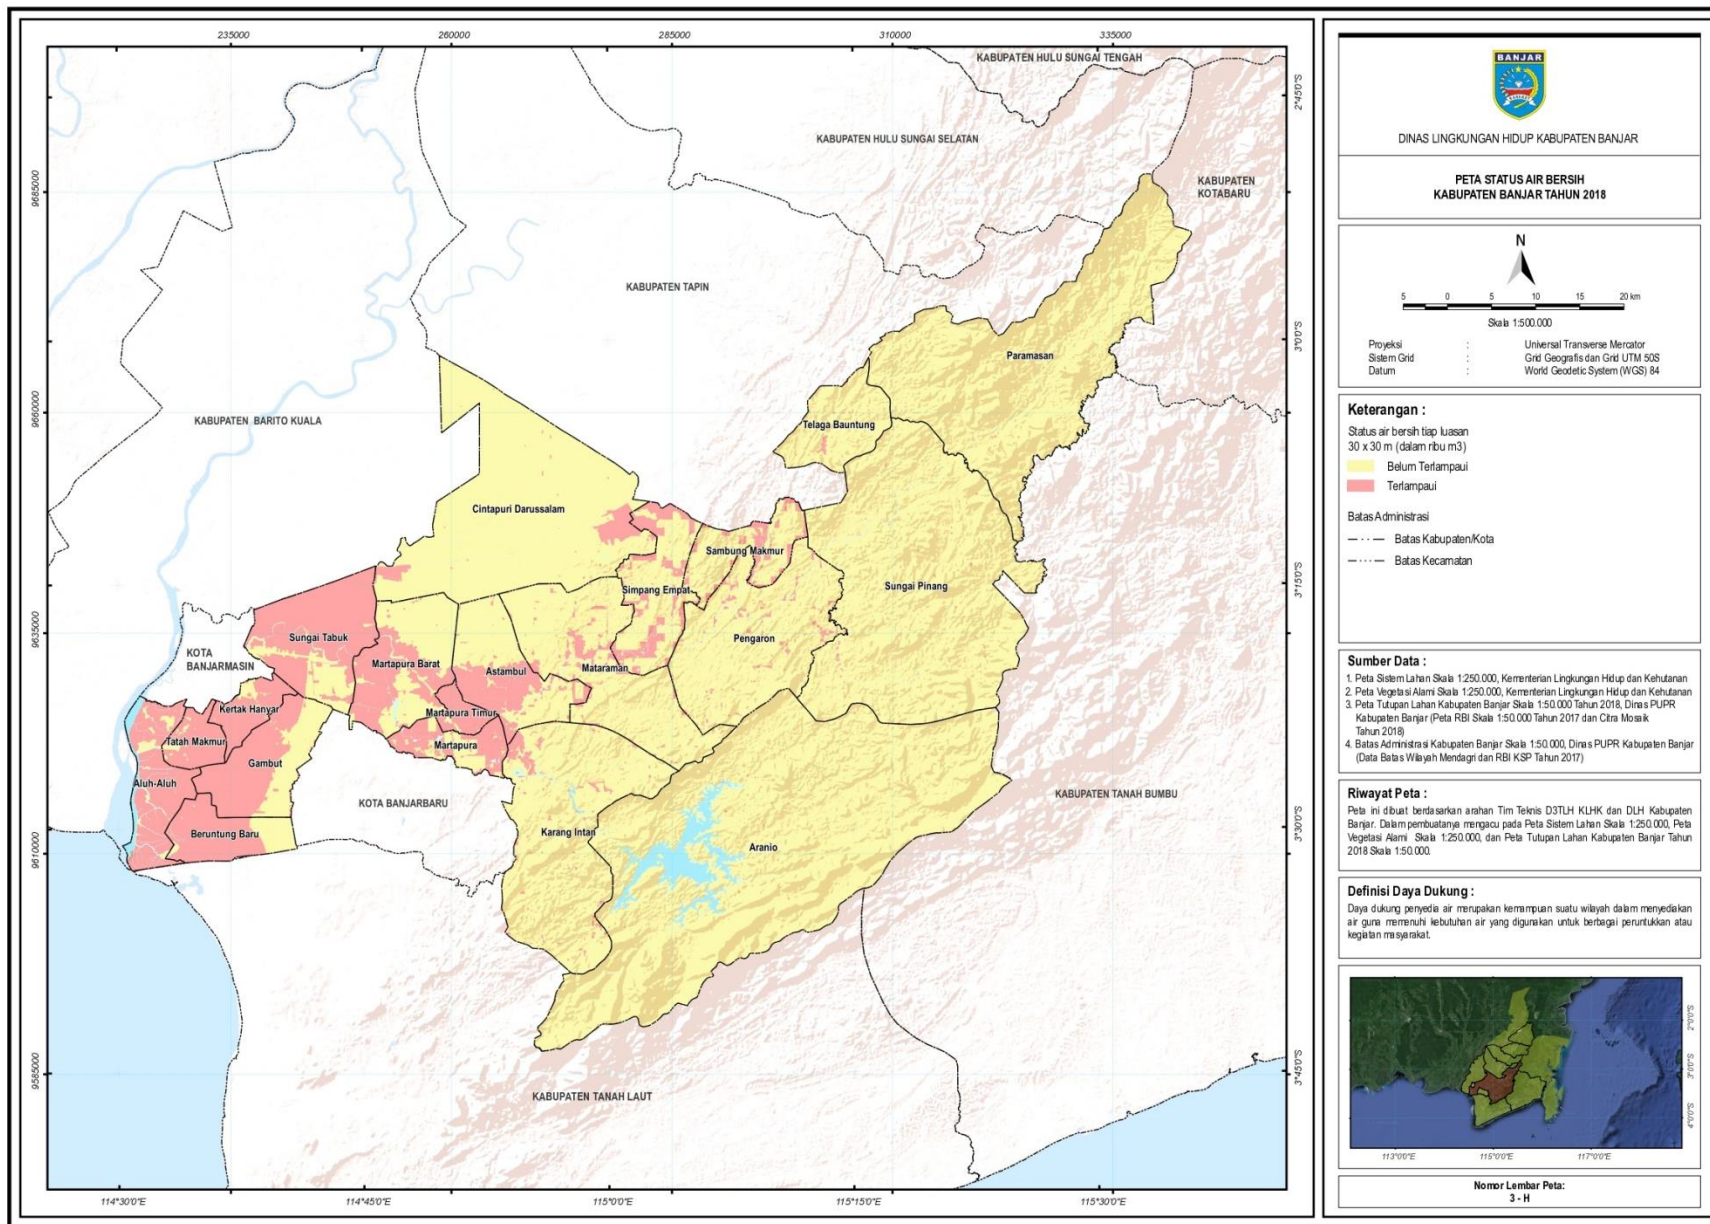 235000
260000
285000
310000
335000
KABUPATEN HULU SUNGAI TENGAH
2°45'0"S
KABUPATEN HULU SUNGAI SELATAN
KABUPATEN
KOTABARU
9685000
KABUPATEN TAPIN
3°0'0"S
Paramasan
9660000
KABUPATEN BARITO KUALA
Telaga Bauntung
Cintapuri Darussalam
Sambung Makmur
Simpang Empat
Sungai Pinang
3°15'0"S
9635000
Sungai Tabuk
Pengaron
KOTA
BANJARMASIN
Martapura Barat
Astambul
Mataraman
Kertak Hanyar
Martapura Timur
Tatah Makmur
Martapura
Gambut
Aluh-Aluh
KOTA BANJARBARU
KABUPATEN TANAH BUMBU
Beruntung Baru
Karang Intan
Aranio
3°30'0"S
9610000
9585000
3°45'0"S
KABUPATEN TANAH LAUT
114°30'0"E
114°45'0"E
115°0'0"E
115°15'0"E
115°30'0"E
BANJAR
DINAS LINGKUNGAN HIDUP KABUPATEN BANJAR
PETA STATUS AIR BERSIH
KABUPATEN BANJAR TAHUN 2018
N
5 0 5 10 15 20 km
Skala 1:500.000
Proyeksi : Universal Transverse Mercator
Sistem Grid : Grid Geografis dan Grid UTM 50S
Datum : World Geodetic System (WGS) 84
Keterangan :
Status air bersih tiap luasan
30 x 30 m (dalam ribu m3)
Belum Terlampaui
Terlampaui
Batas Administrasi
Batas Kabupaten/Kota
Batas Kecamatan
Sumber Data :
1. Peta Sistem Lahan Skala 1:250.000, Kementerian Lingkungan Hidup dan Kehutanan
2. Peta Vegetasi Alami Skala 1:250.000, Kementerian Lingkungan Hidup dan Kehutanan
3. Peta Tutupan Lahan Kabupaten Banjar Skala 1:50.000 Tahun 2018, Dinas PUPR
Kabupaten Banjar (Peta RBI Skala 1:50.000 Tahun 2017 dan Citra Mosaik
Tahun 2018)
4. Batas Administrasi Kabupaten Banjar Skala 1:50.000, Dinas PUPR Kabupaten Banjar
(Data Batas Wilayah Mendagri dan RBI KSP Tahun 2017)
Riwayat Peta :
Peta ini dibuat berdasarkan arahan Tim Teknis D3TLH KLHK dan DLH Kabupaten
Banjar. Dalam pembuatanya mengacu pada Peta Sistem Lahan Skala 1:250.000, Peta
Vegetasi Alami Skala 1:250.000, dan Peta Tutupan Lahan Kabupaten Banjar Tahun
2018 Skala 1:50.000.
Definisi Daya Dukung :
Daya dukung penyedia air merupakan kemampuan suatu wilayah dalam menyediakan
air guna memenuhi kebutuhan air yang digunakan untuk berbagai peruntukkan atau
kegiatan masyarakat.
2°0'0"S
3°0'0"S
4°0'0"S
113°0'0"E
115°0'0"E
117°0'0"E
Nomor Lembar Peta:
3 - H